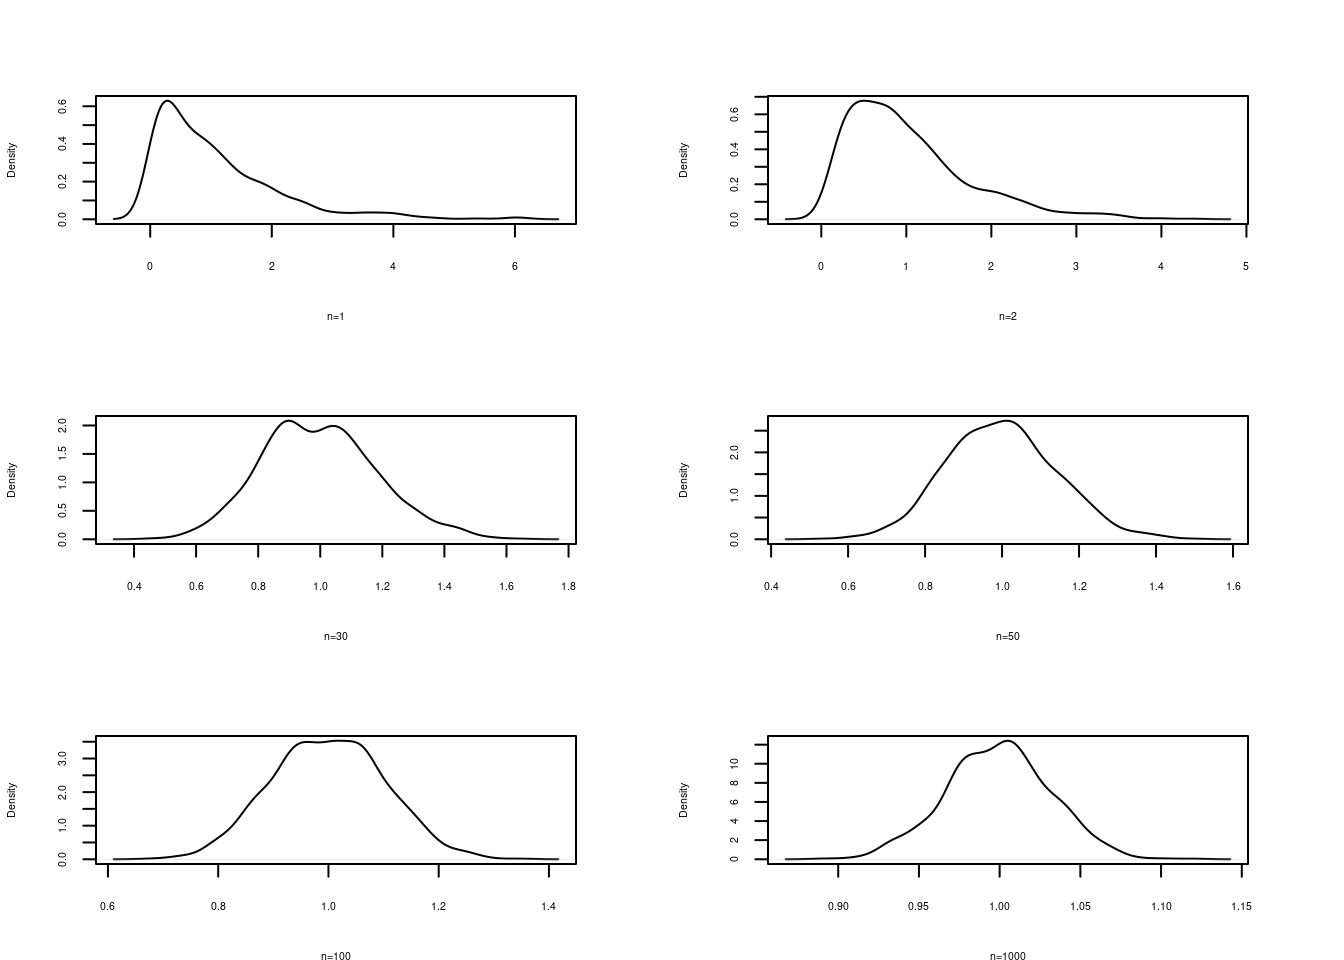 Density
0.0 0.2 0.4 0.6
0 2 4 6
n=1
Density
0.0 0.2 0.4 0.6
0 1 2 3 4 5
n=2
Density
0.0 0.5 1.0 1.5 2.0
0.4 0.6 0.8 1.0 1.2 1.4 1.6 1.8
n=30
Density
0.0 1.0 2.0
0.4 0.6 0.8 1.0 1.2 1.4 1.6
n=50
Density
0.0 1.0 2.0 3.0
0.6 0.8 1.0 1.2 1.4
n=100
Density
0 2 4 6 8 10
0.90 0.95 1.00 1.05 1.10 1.15
n=1000